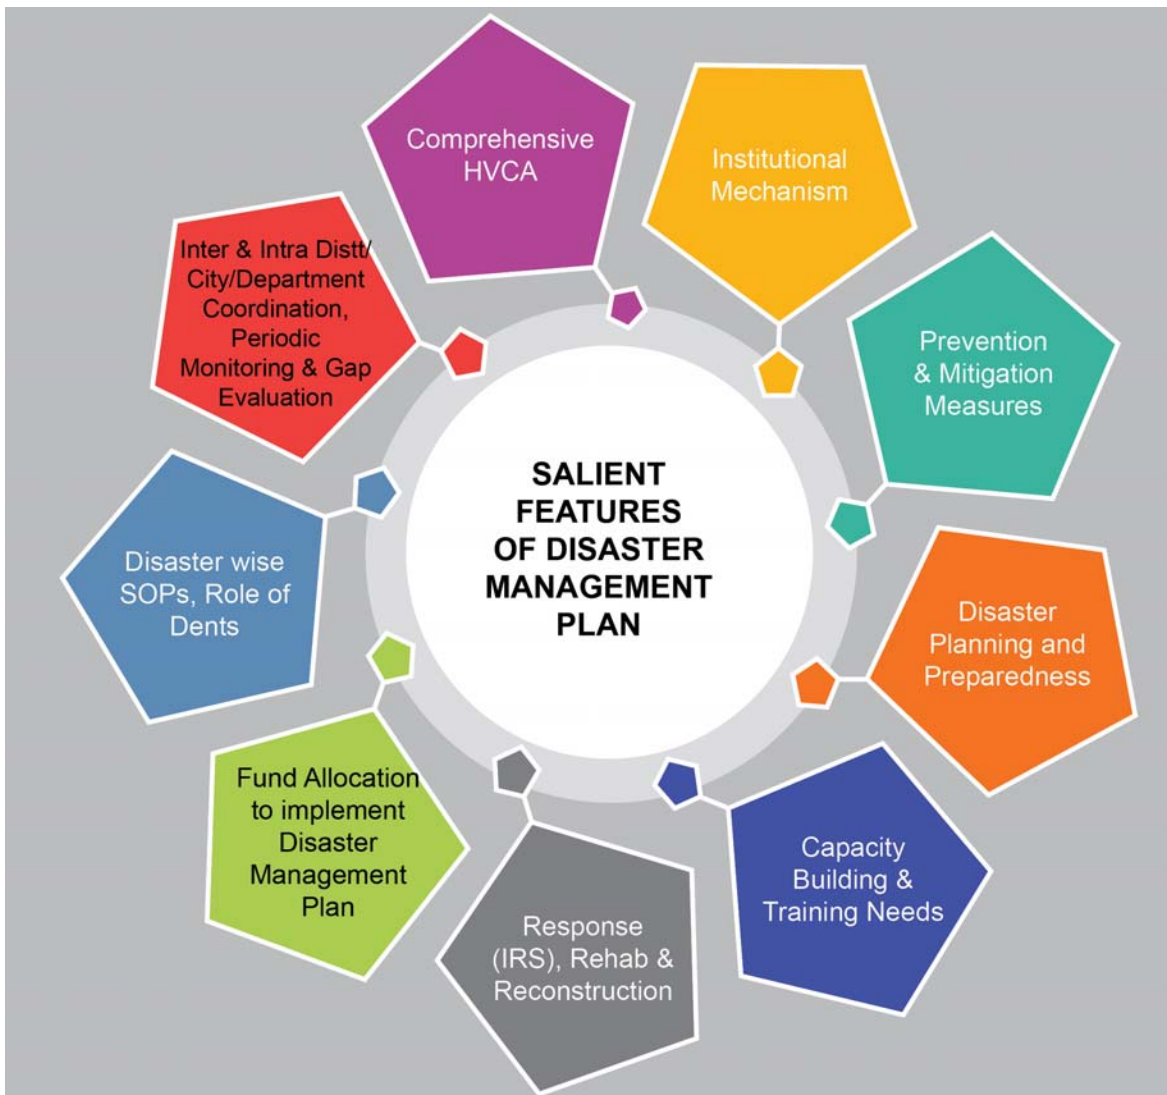 SALIENT
FEATURES
OF DISASTER
MANAGEMENT
PLAN
Comprehensive
HVCA
Institutional
Mechanism
Prevention
& Mitigation
Measures
Disaster
Planning and
Preparedness
Capacity
Building &
Training Needs
Response
(IRS), Rehab &
Reconstruction
Fund Allocation
to implement
Disaster
Management
Plan
Disaster wise
SOPs, Role of
Dents
Inter & Intra Distt/
City/Department
Coordination,
Periodic
Monitoring & Gap
Evaluation